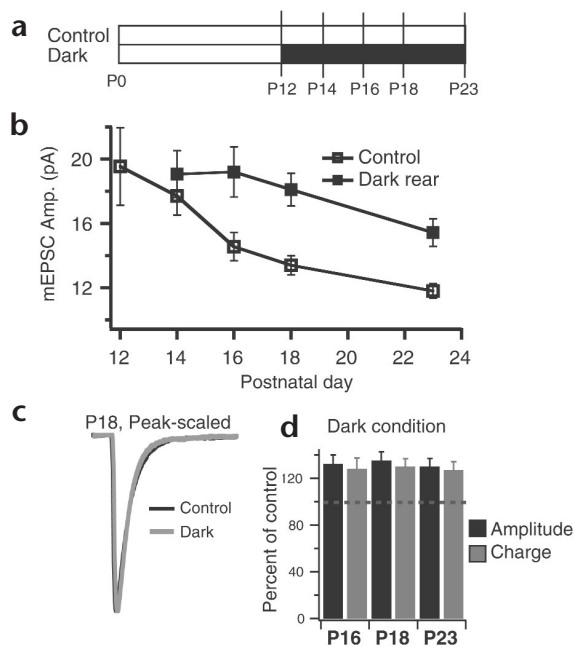 a
Control
Dark
P0
P12 P14 P16 P18 P23
b
mEPSC Amp. (pA)
20
16
12
Control
Dark rear
12 14 16 18 20 22 24
Postnatal day
c
P18, Peak-scaled
Control
Dark
d
Dark condition
Percent of control
120
80
40
0
Amplitude
Charge
P16 P18 P23